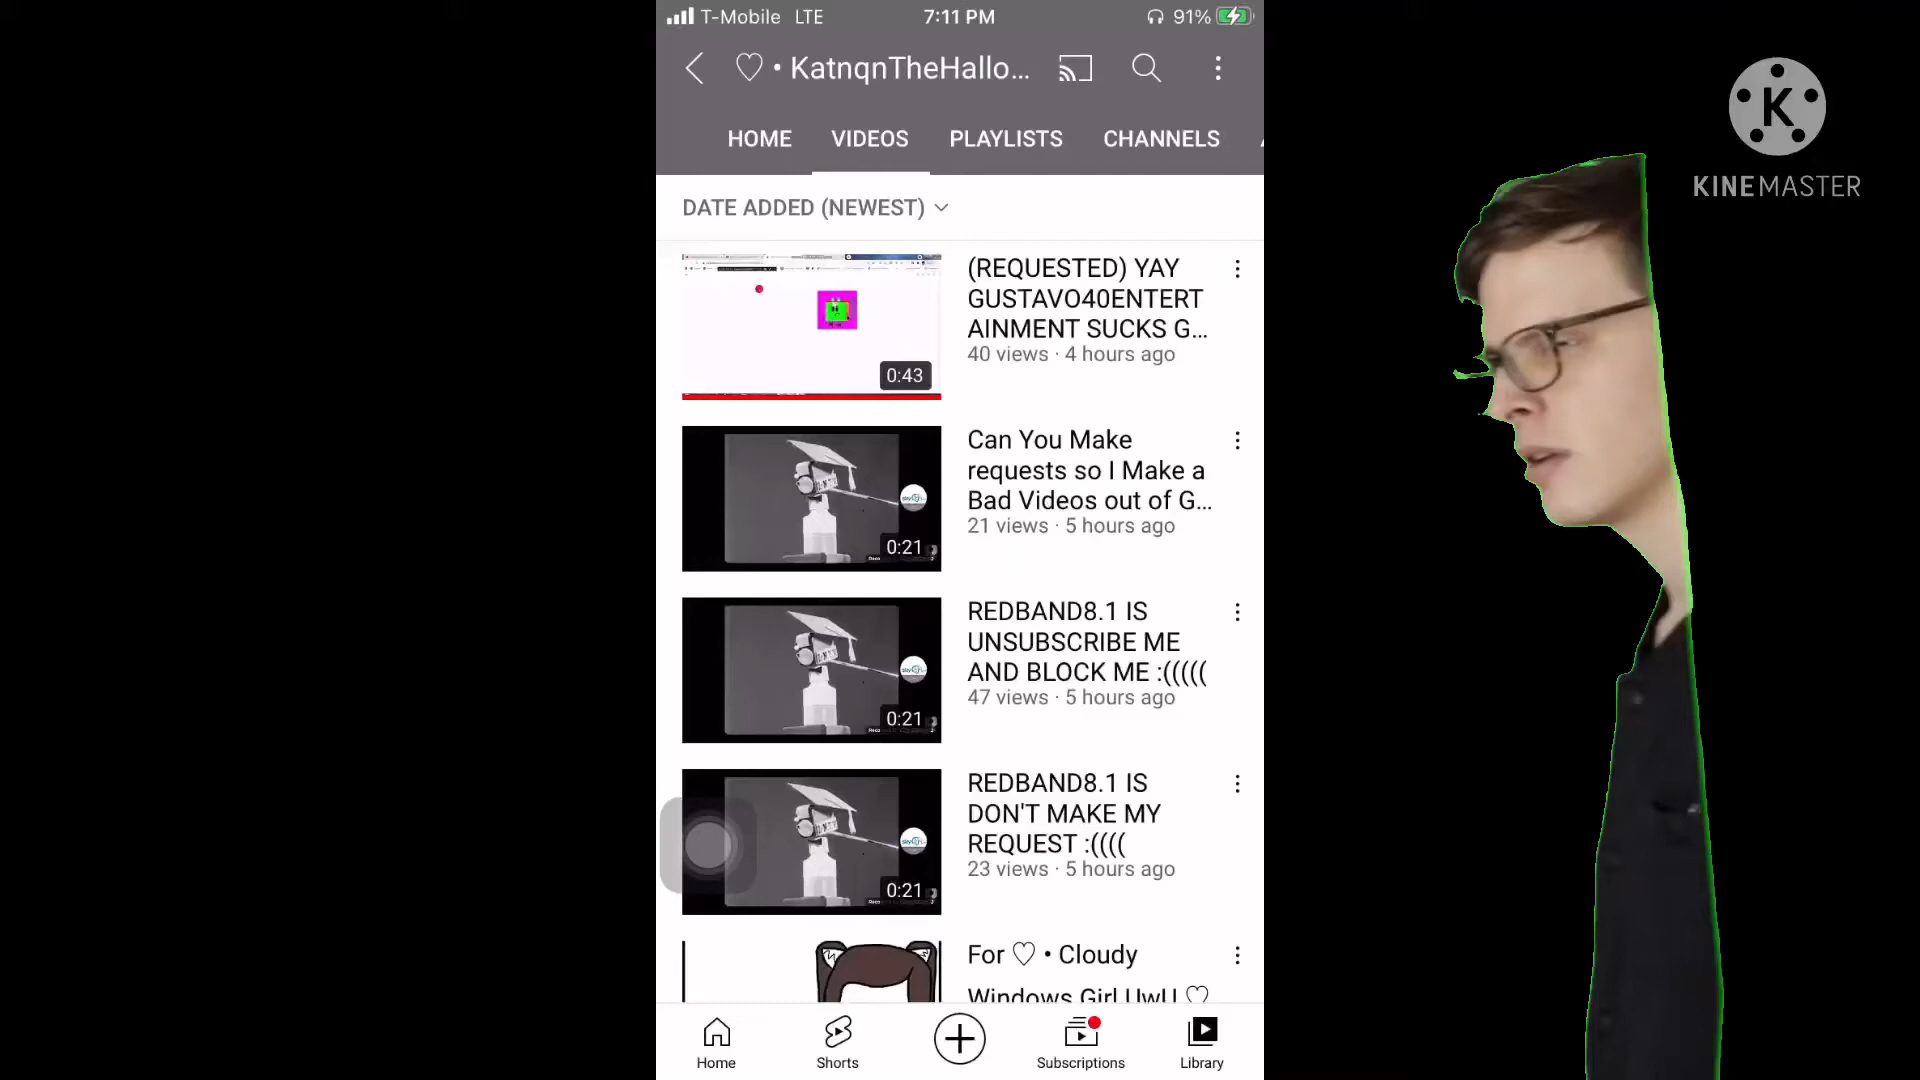 T-Mobile LTE 7:11 PM 91%
♡ • KatnqnTheHallo...
HOME VIDEOS PLAYLISTS CHANNELS
DATE ADDED (NEWEST)
(REQUESTED) YAY
GUSTAVO40ENTERT
AINMENT SUCKS G...
40 views · 4 hours ago
0:43
Can You Make
requests so I Make a
Bad Videos out of G...
21 views · 5 hours ago
0:21
REDBAND8.1 IS
UNSUBSCRIBE ME
AND BLOCK ME :(((((
47 views · 5 hours ago
0:21
REDBAND8.1 IS
DON'T MAKE MY
REQUEST :((((
23 views · 5 hours ago
0:21
For ♡ • Cloudy
Windows Girl UwU ♡
Home Shorts Subscriptions Library
K
KINEMASTER